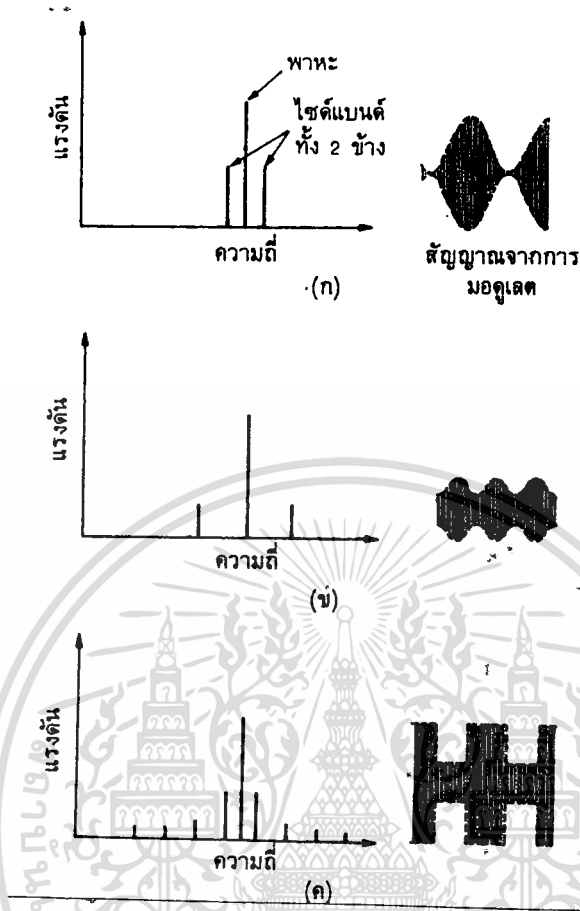 แรงดัน
พาหะ
ไซด์แบนด์
ทั้ง 2 ข้าง
ความถี่
(ก)
สัญญาณจากการ
มอดูเลต
แรงดัน
ความถี่
(ข)
แรงดัน
ความถี่
(ค)